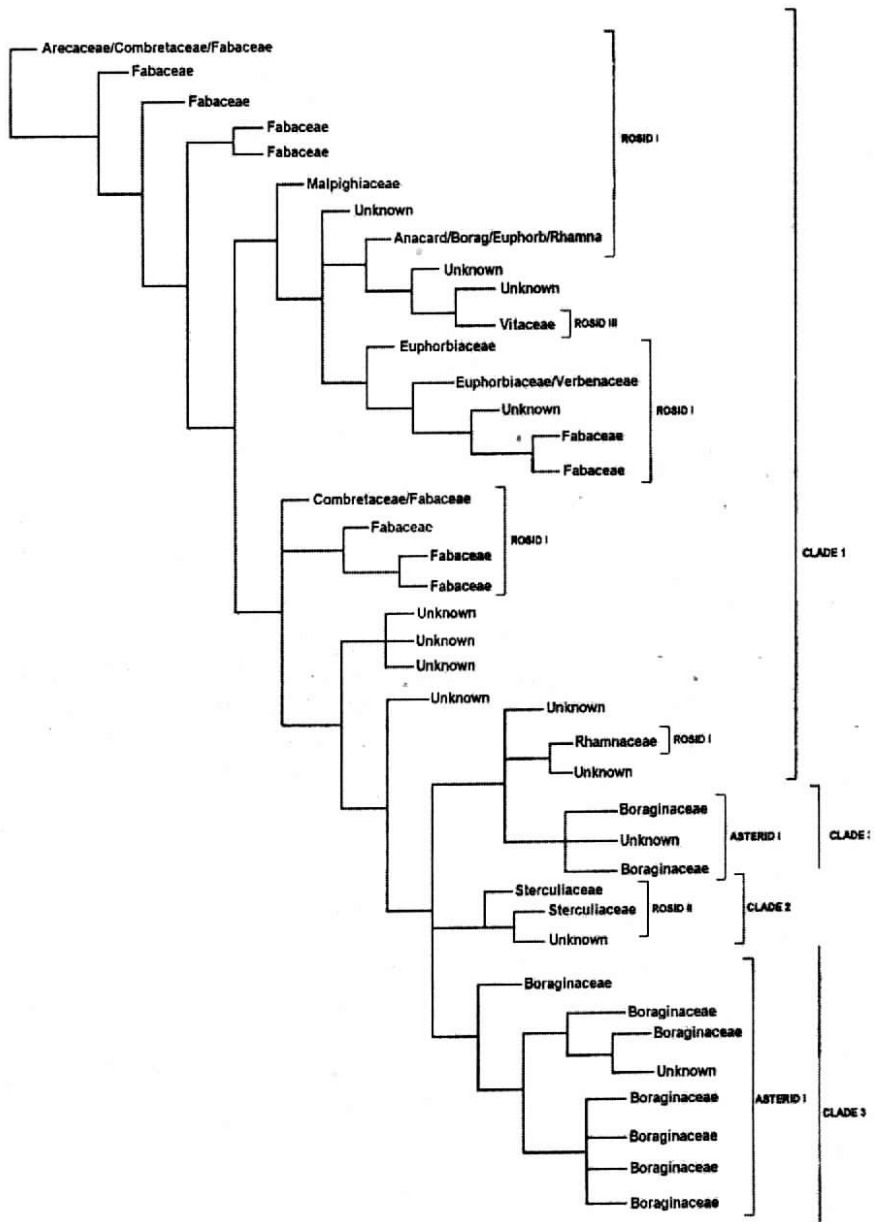 Arecaceae/Combretaceae/Fabaceae
Fabaceae
Fabaceae
Fabaceae
ROSID I
Fabaceae
Malpighiaceae
Unknown
Anacard/Borag/Euphorb/Rhamna
Unknown
Unknown
Vitaceae
ROSID III
Euphorbiaceae
Euphorbiaceae/Verbenaceae
Unknown
ROSID I
Fabaceae
Fabaceae
Combretaceae/Fabaceae
Fabaceae
ROSID I
Fabaceae
CLADE 1
Fabaceae
Unknown
Unknown
Unknown
Unknown
Unknown
Rhamnaceae
ROSID I
Unknown
Boraginaceae
Unknown
ASTERID I
CLADE
Boraginaceae
Sterculiaceae
Sterculiaceae
ROSID II
CLADE 2
Unknown
Boraginaceae
Boraginaceae
Boraginaceae
Unknown
Boraginaceae
ASTERID I
CLADE 3
Boraginaceae
Boraginaceae
Boraginaceae